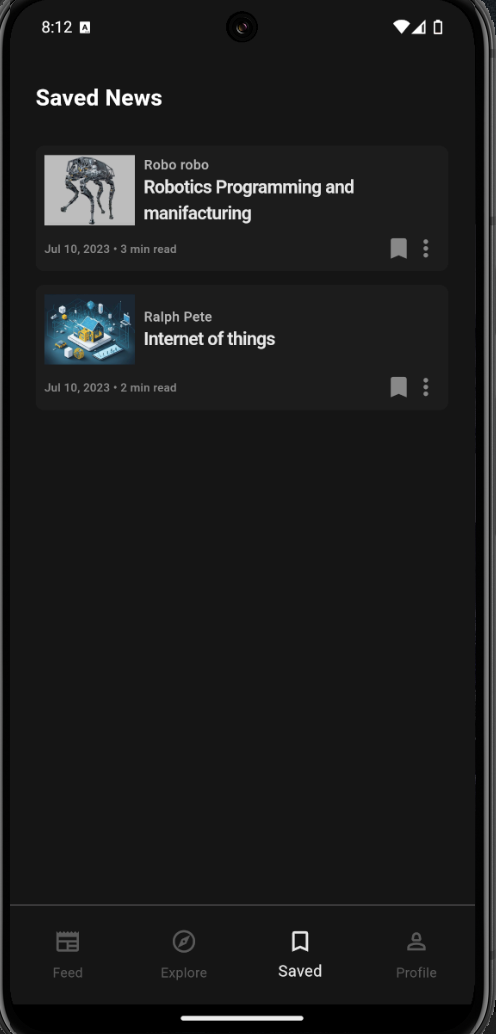 8:12 A
Saved News
Robo robo
Robotics Programming and
manifacturing
Jul 10, 2023 • 3 min read
Ralph Pete
Internet of things
Jul 10, 2023 • 2 min read
Feed Explore Saved Profile